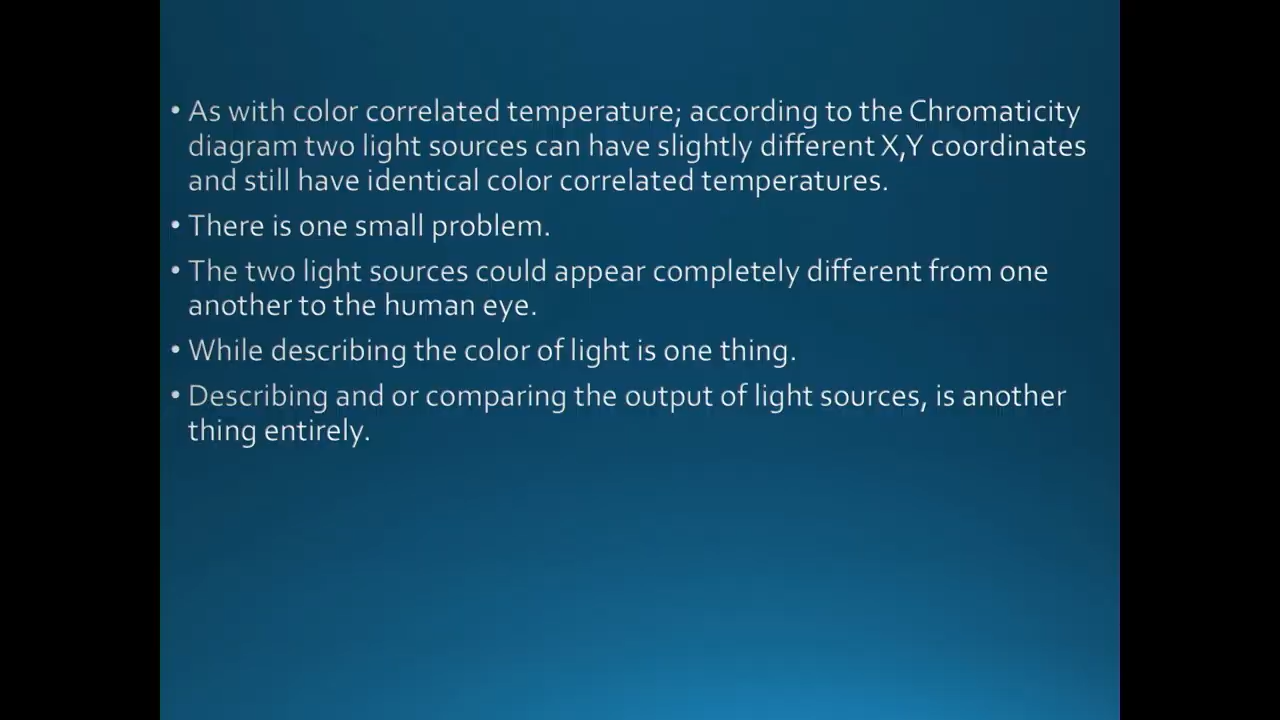 • As with color correlated temperature; according to the Chromaticity
diagram two light sources can have slightly different X,Y coordinates
and still have identical color correlated temperatures.
• There is one small problem.
• The two light sources could appear completely different from one
another to the human eye.
• While describing the color of light is one thing.
• Describing and or comparing the output of light sources, is another
thing entirely.